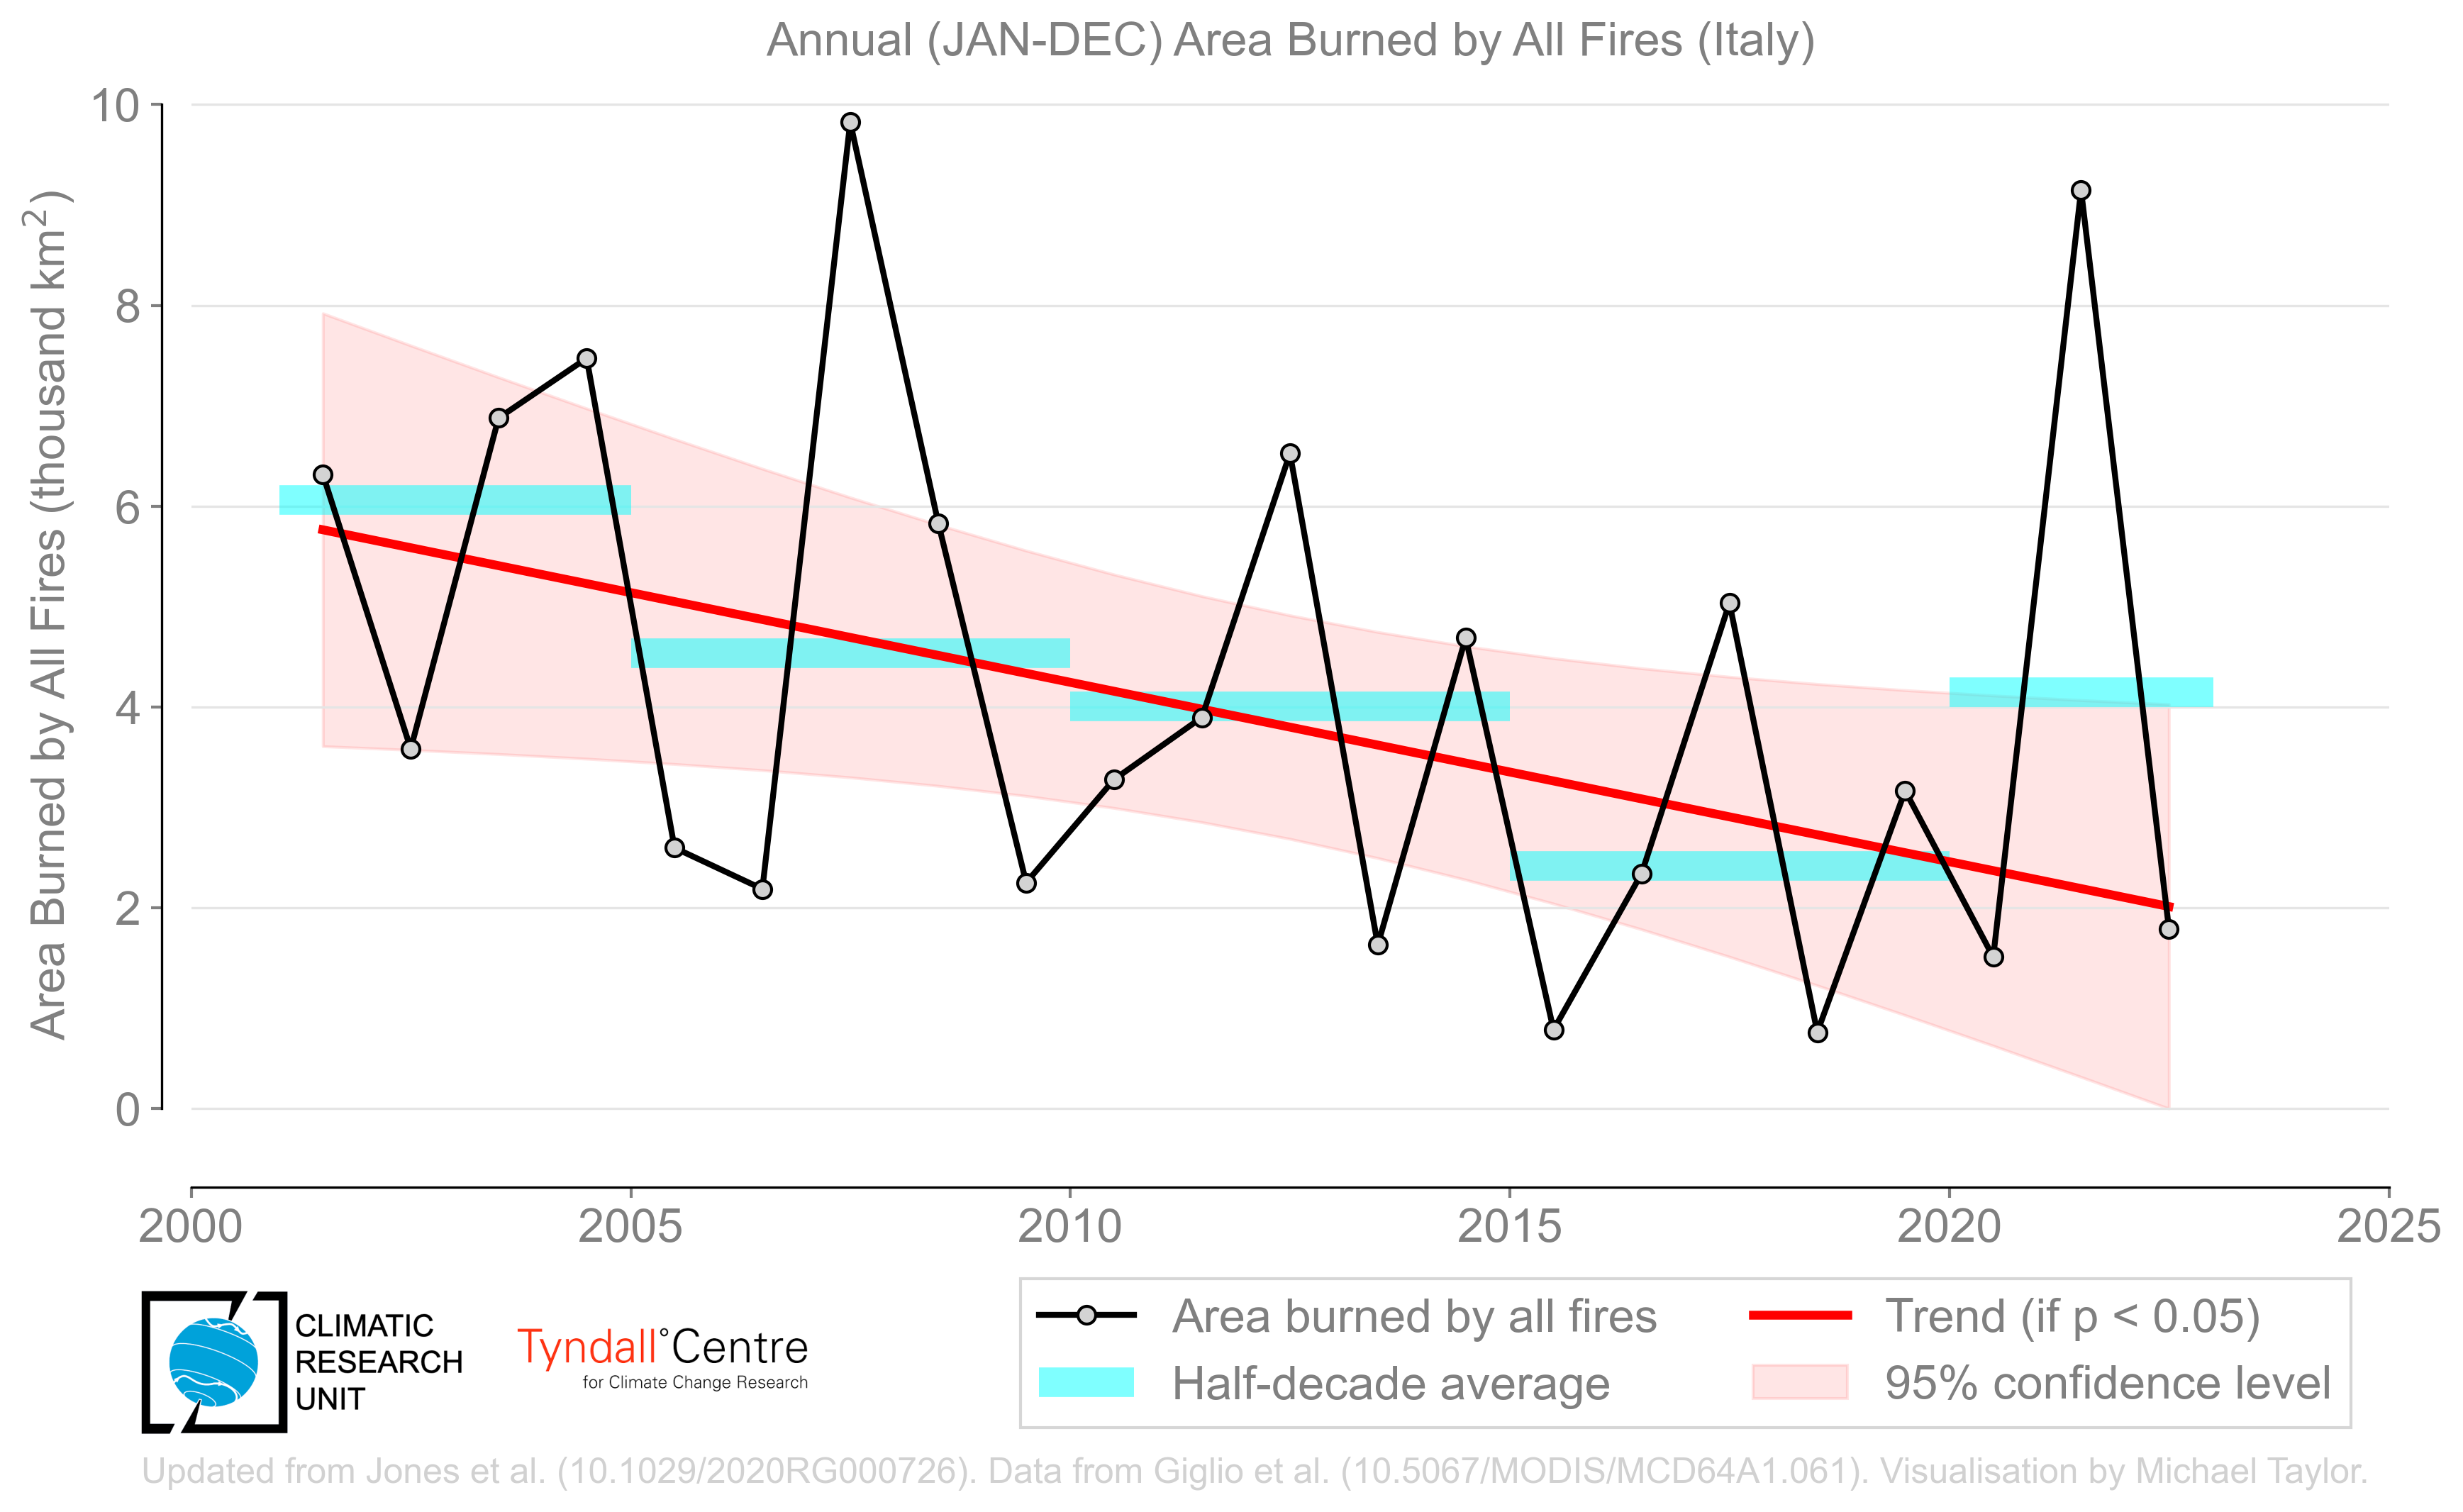 Annual (JAN-DEC) Area Burned by All Fires (Italy)
Area Burned by All Fires (thousand km²)
10
8
6
4
2
0
2000
2005
2010
2015
2020
2025
CLIMATIC
RESEARCH
UNIT
Tyndall°Centre
for Climate Change Research
Area burned by all fires
Half-decade average
Trend (if p < 0.05)
95% confidence level
Updated from Jones et al. (10.1029/2020RG000726). Data from Giglio et al. (10.5067/MODIS/MCD64A1.061). Visualisation by Michael Taylor.